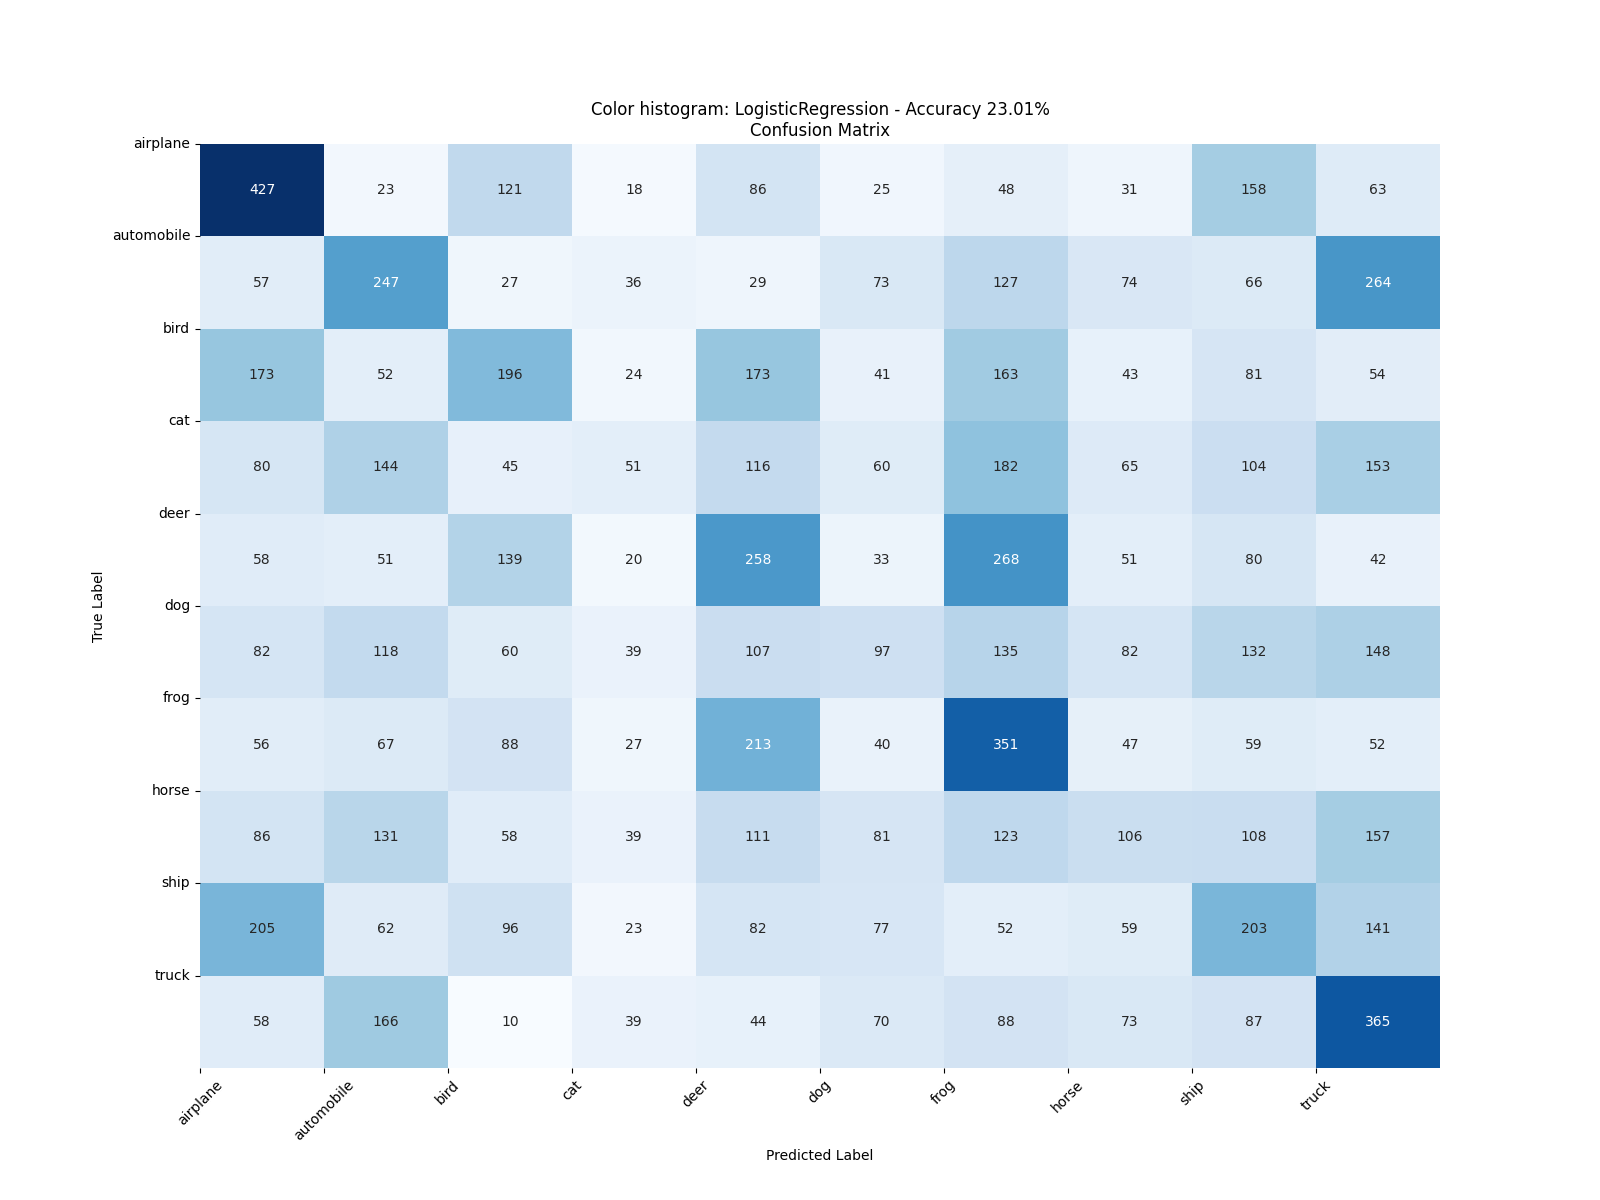 Color histogram: LogisticRegression - Accuracy 23.01%
Confusion Matrix
airplane
427 23 121 18 86 25 48 31 158 63
automobile
57 247 27 36 29 73 127 74 66 264
bird
173 52 196 24 173 41 163 43 81 54
cat
80 144 45 51 116 60 182 65 104 153
deer
58 51 139 20 258 33 268 51 80 42
True Label
dog
82 118 60 39 107 97 135 82 132 148
frog
56 67 88 27 213 40 351 47 59 52
horse
86 131 58 39 111 81 123 106 108 157
ship
205 62 96 23 82 77 52 59 203 141
truck
58 166 10 39 44 70 88 73 87 365
airplane automobile bird cat deer dog frog horse ship truck
Predicted Label